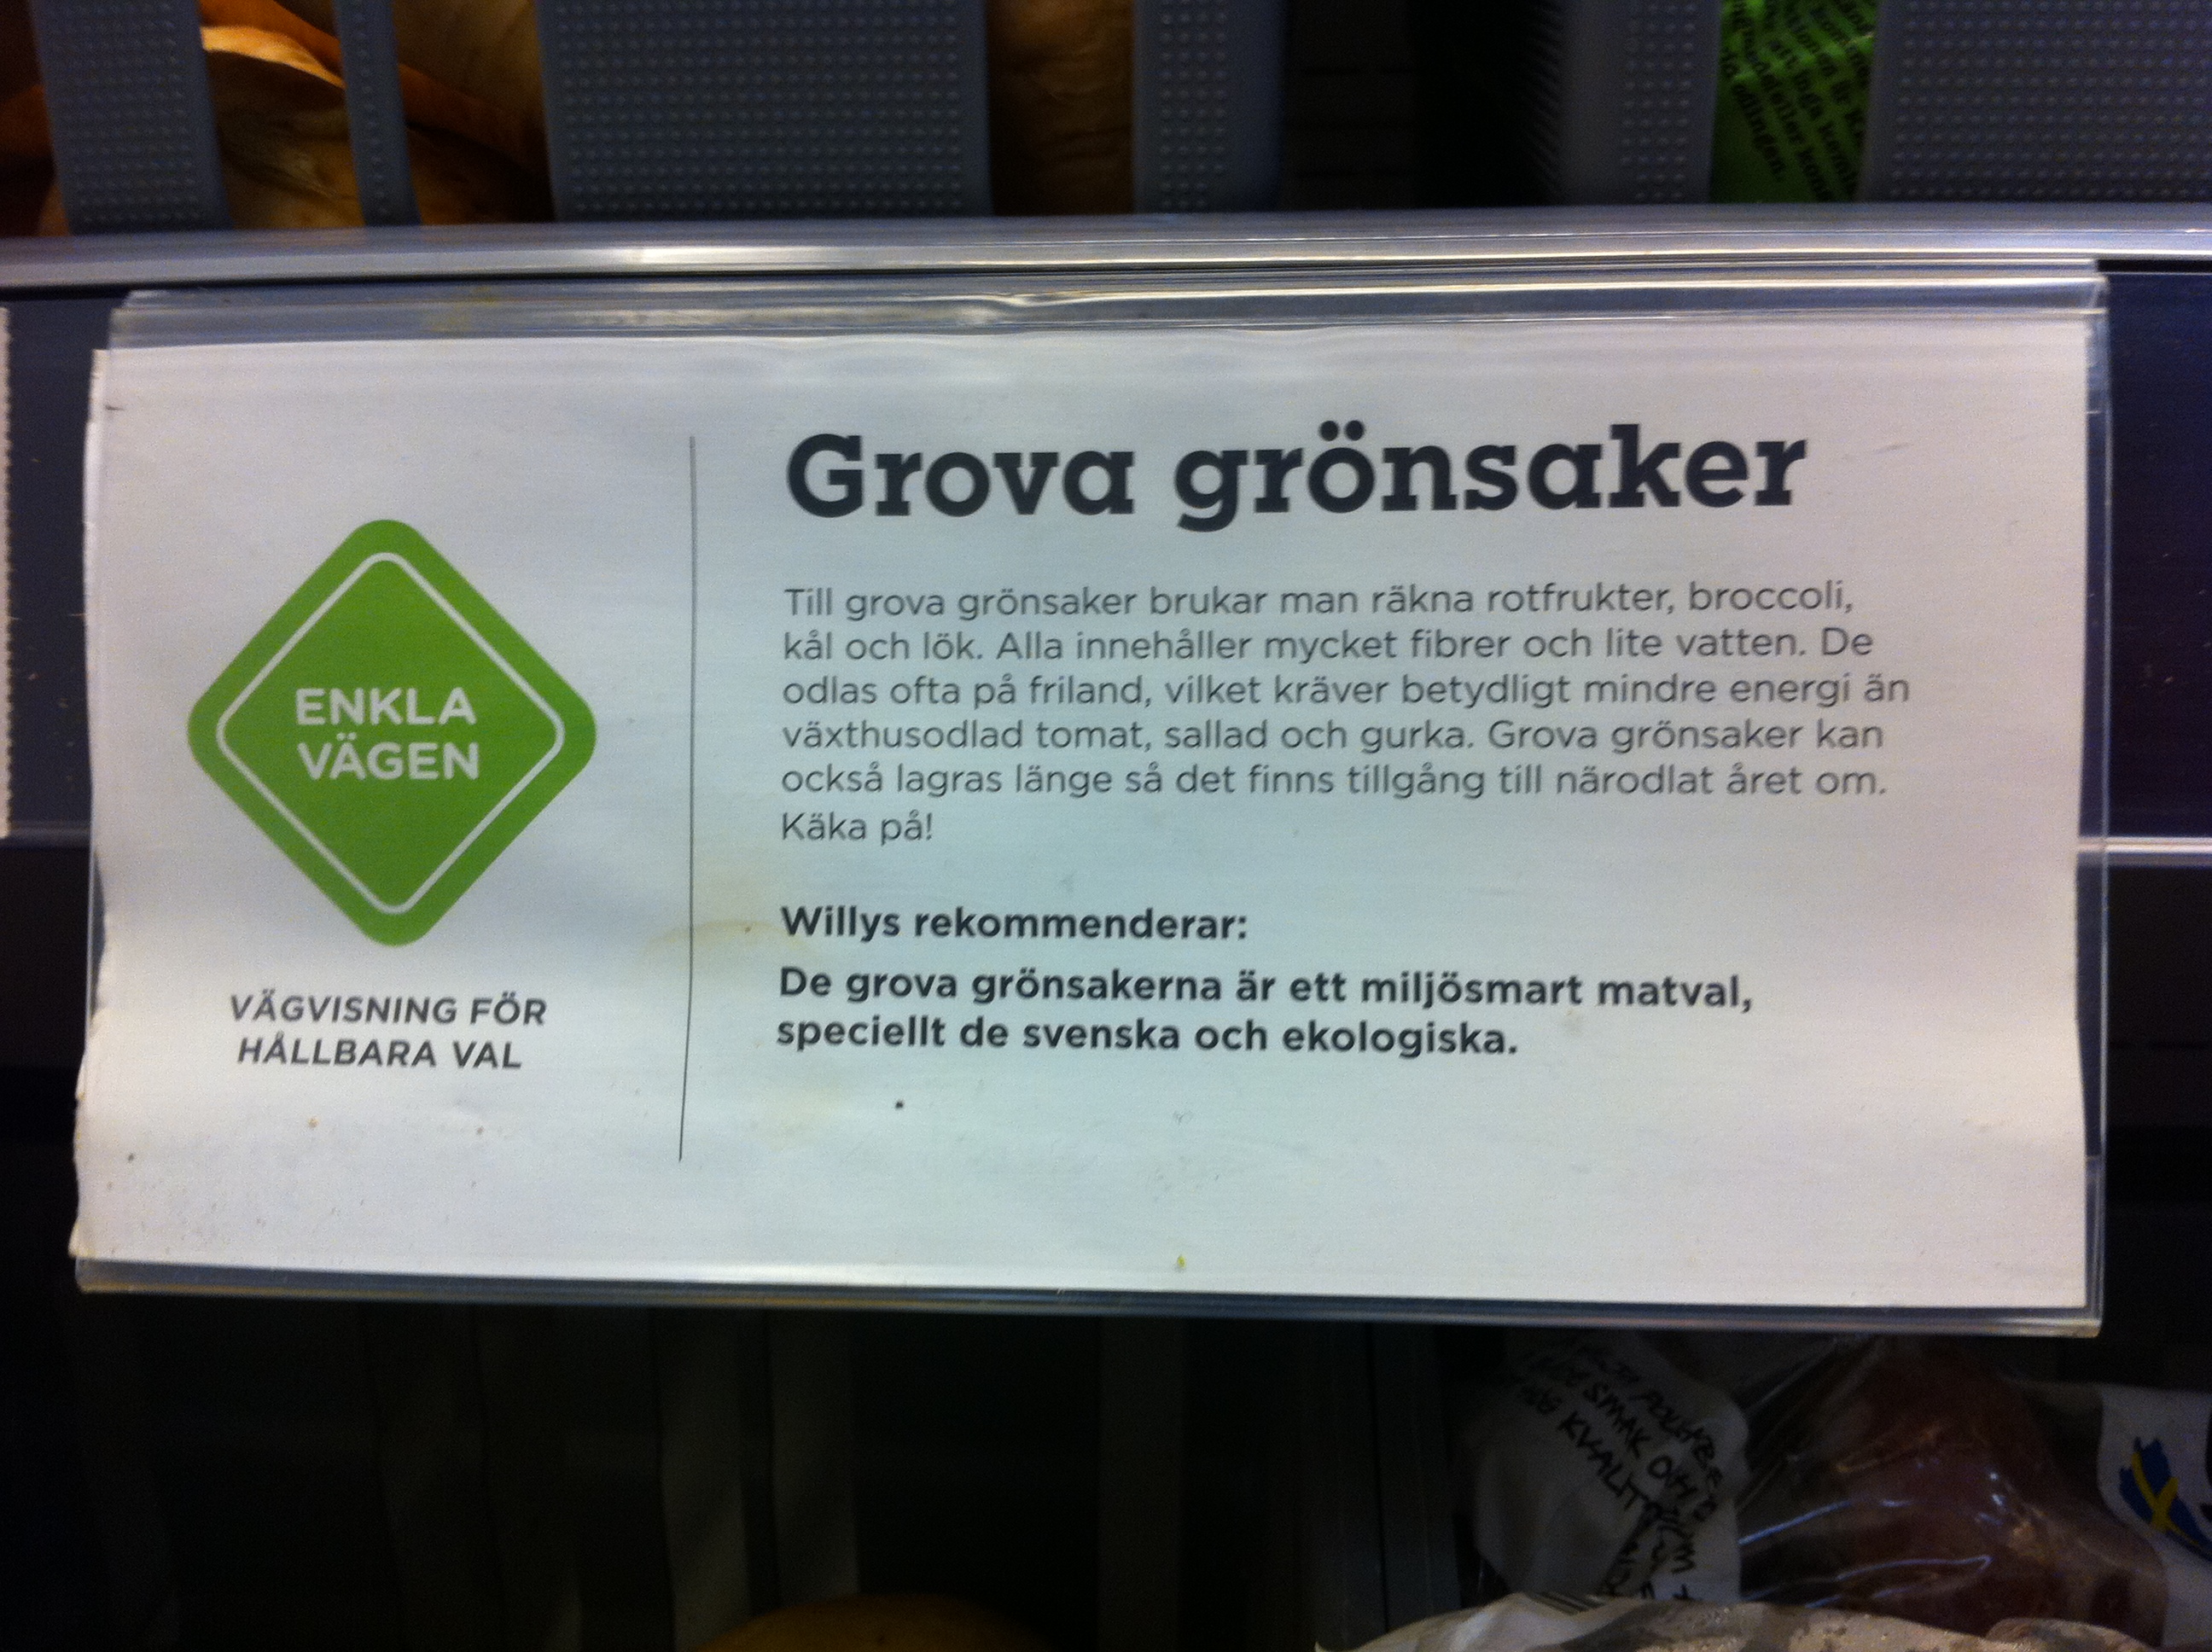 ENKLA
VÄGEN
VÄGVISNING FÖR
HÅLLBARA VAL
Grova grönsaker
Till grova grönsaker brukar man räkna rotfrukter, broccoli,
kål och lök. Alla innehåller mycket fibrer och lite vatten. De
odlas ofta på friland, vilket kräver betydligt mindre energi än
växthusodlad tomat, sallad och gurka. Grova grönsaker kan
också lagras länge så det finns tillgång till närodlat året om.
Käka på!
Willys rekommenderar:
De grova grönsakerna är ett miljösmart matval,
speciellt de svenska och ekologiska.
SMAK